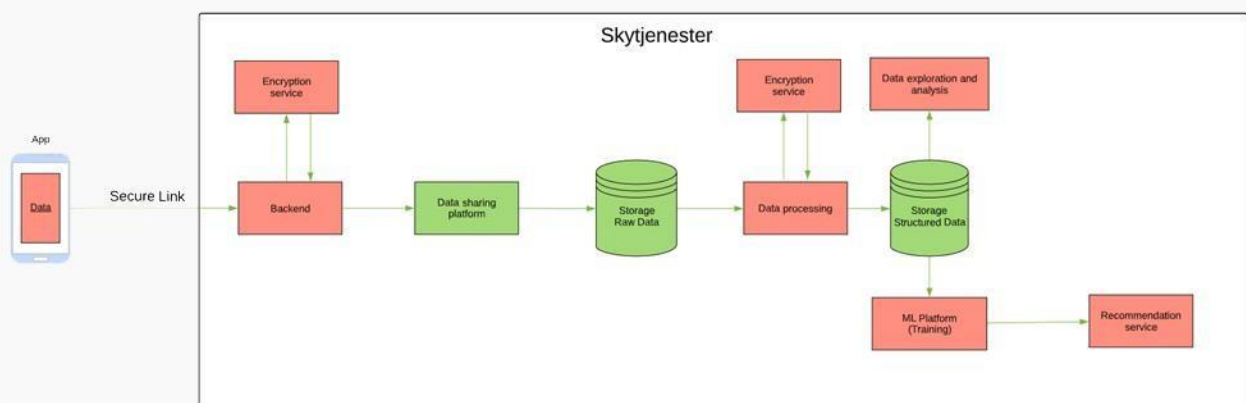 Skytjenester
Encryption
service
Encryption
service
Data exploration and
analysis
App
Data
Secure Link
Backend
Data sharing
platform
Storage
Raw Data
Data processing
Storage
Structured Data
ML Platform
(Training)
Recommendation
service